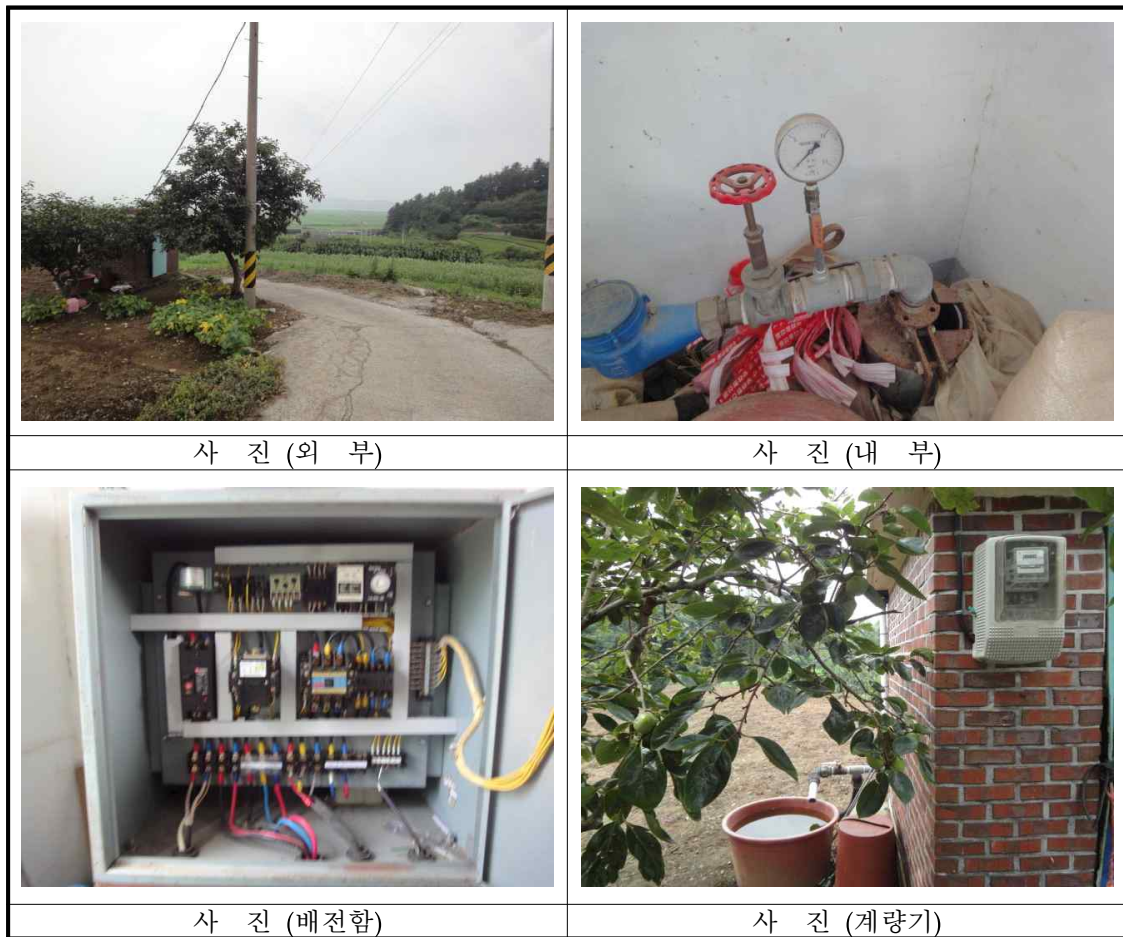 사 진 (외 부)
사 진 (내 부)
사 진 (배전함)
사 진 (계량기)